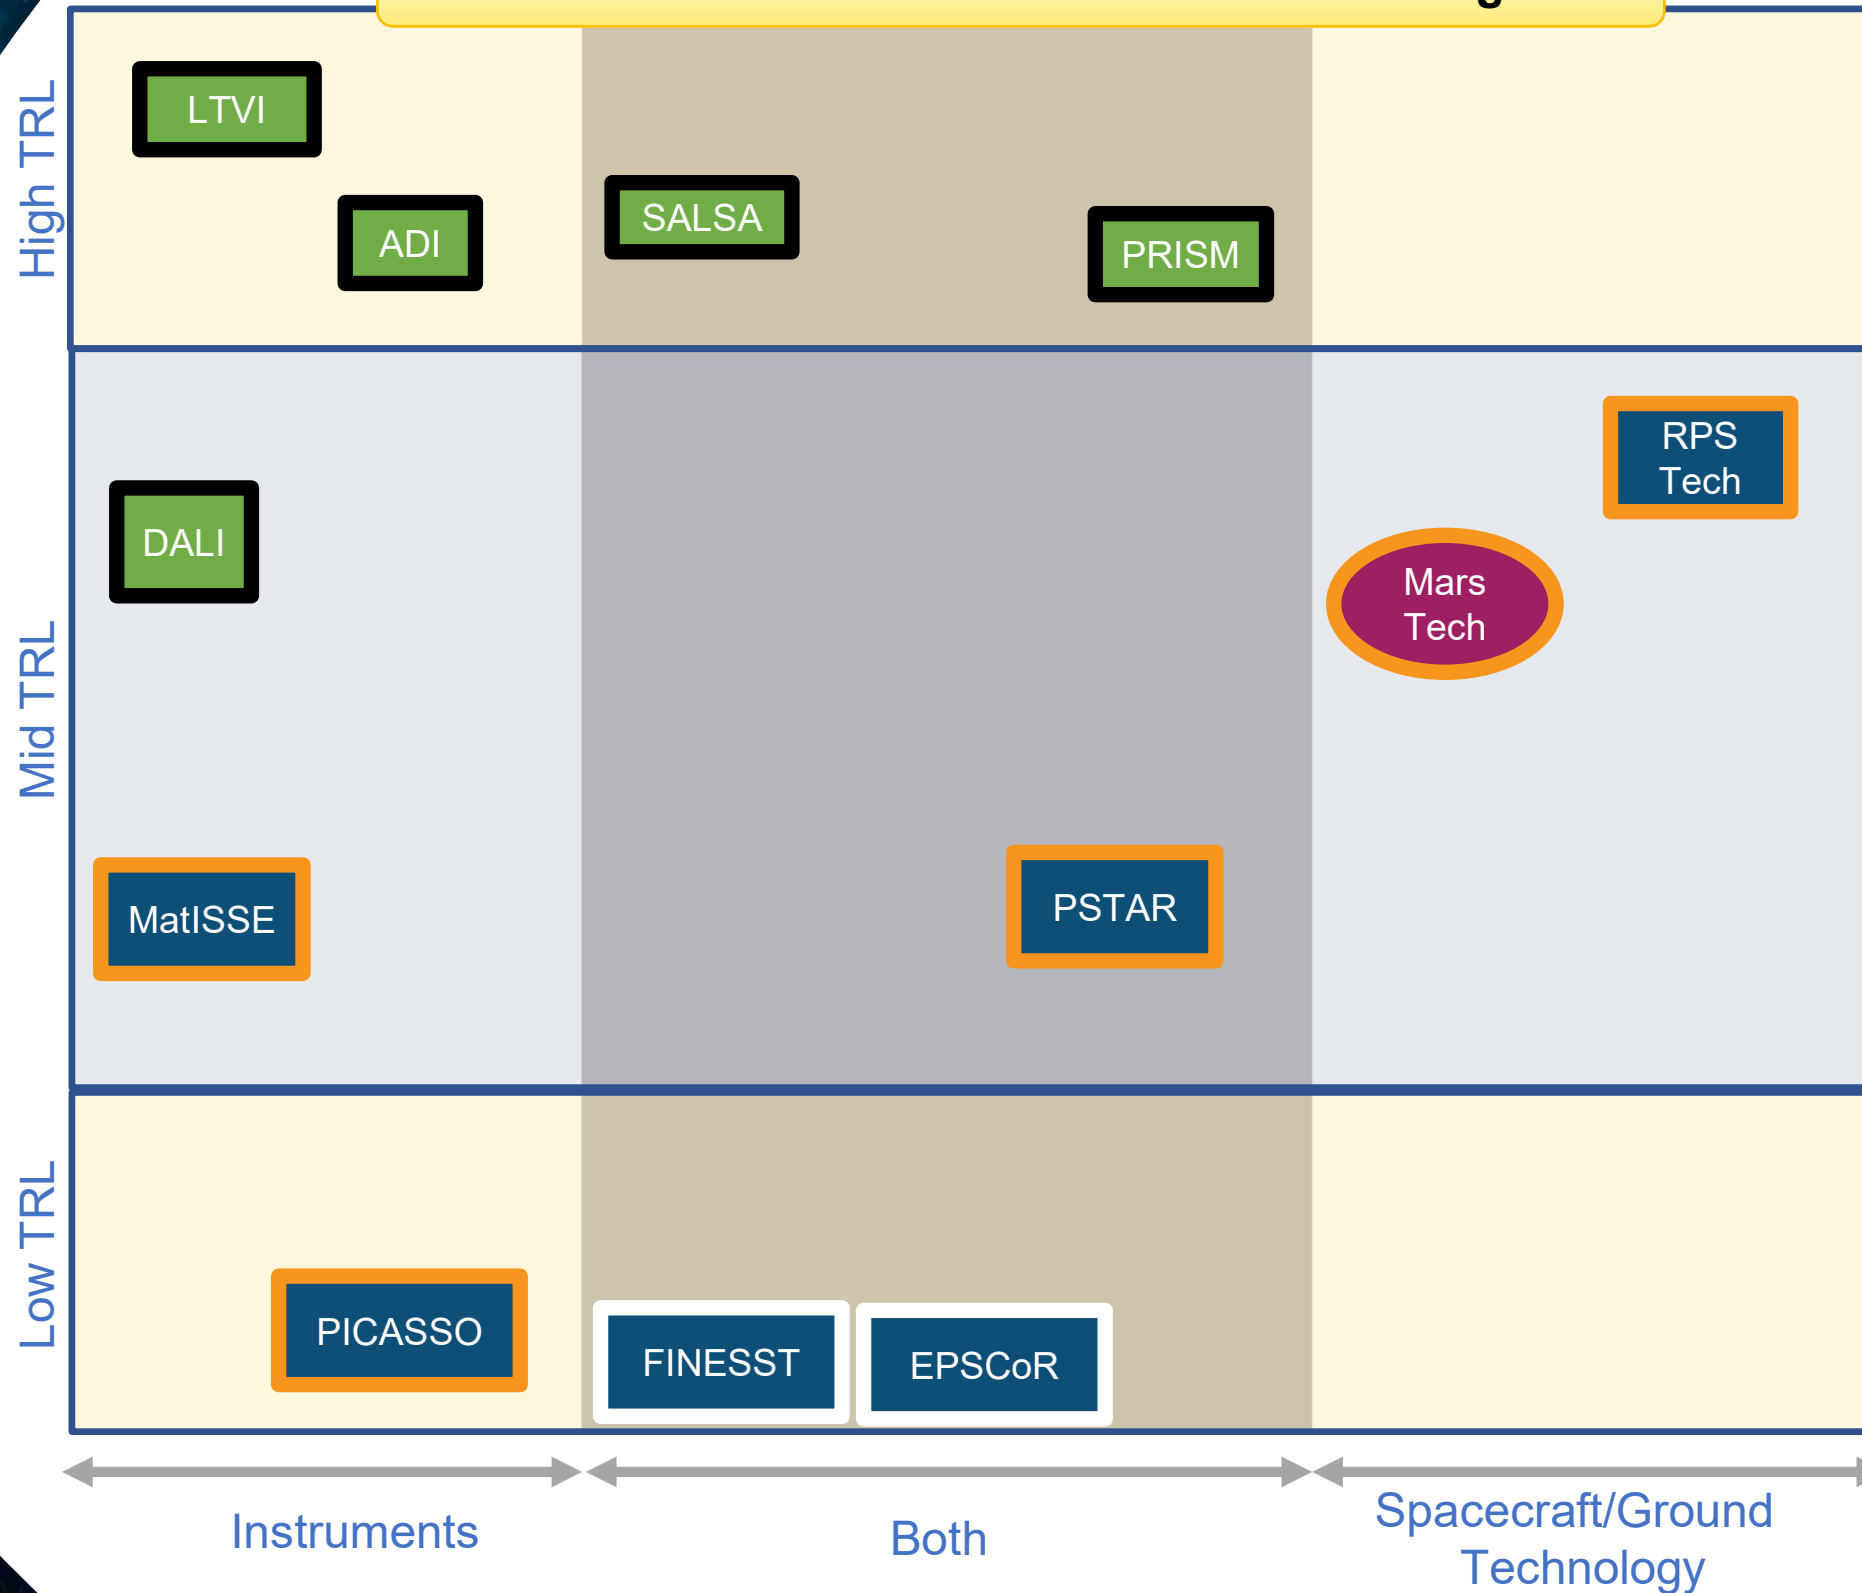 High TRL
LTVI
ADI
SALSA
PRISM
Mid TRL
RPS
Tech
DALI
Mars
Tech
MatISSE
PSTAR
Low TRL
PICASSO
FINESST
EPSCoR
Instruments
Both
Spacecraft/Ground
Technology